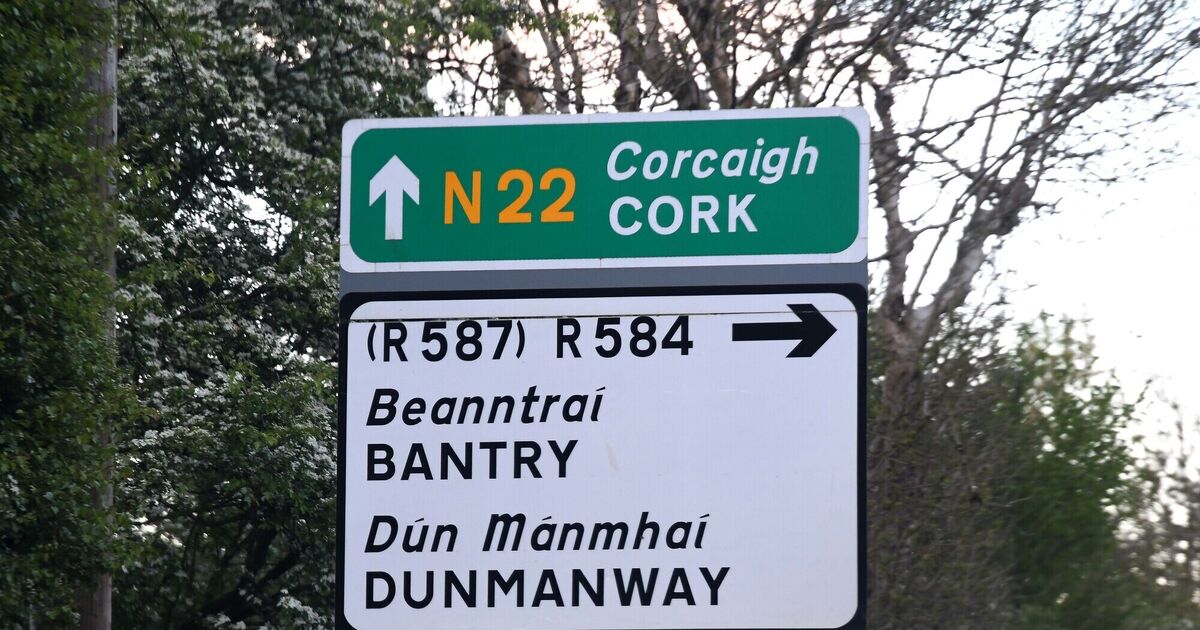 N22 Corcaigh
CORK
(R587) R584
Beanntraí
BANTRY
Dún Mánmhaí
DUNMANWAY